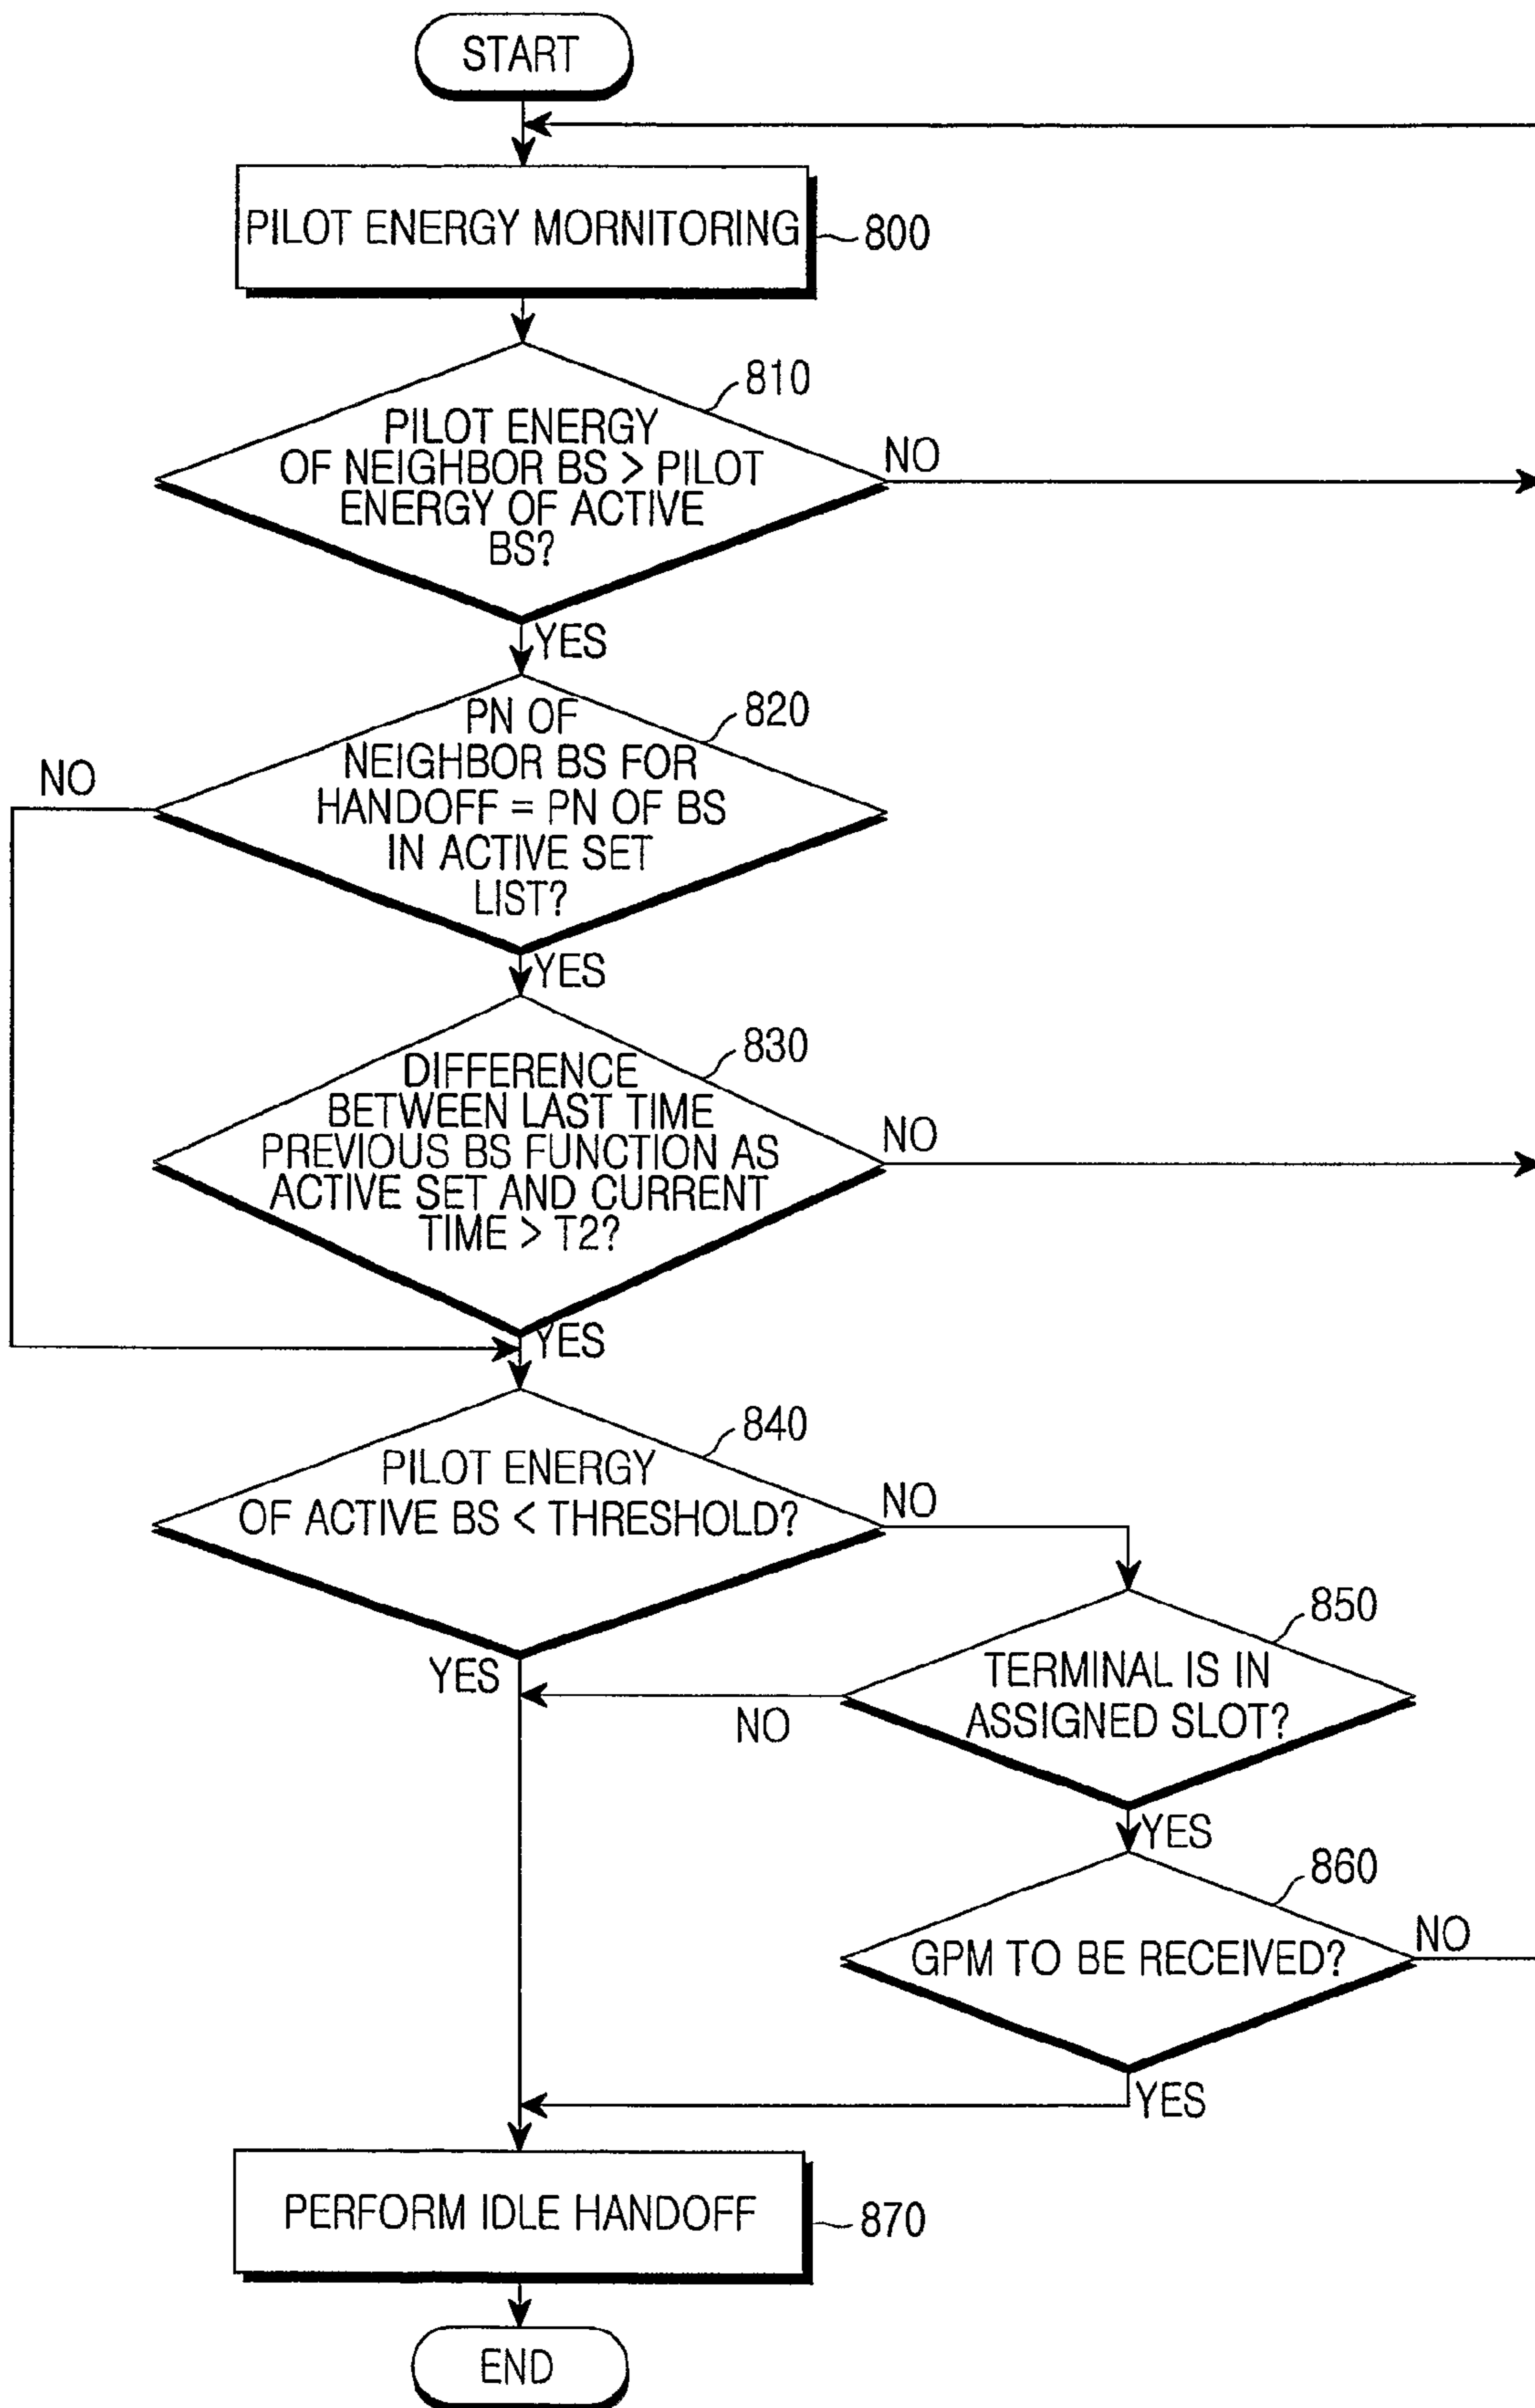 START
PILOT ENERGY MORNITORING
800
810
PILOT ENERGY
OF NEIGHBOR BS > PILOT
ENERGY OF ACTIVE
BS?
NO
YES
820
PN OF
NEIGHBOR BS FOR
HANDOFF = PN OF BS
IN ACTIVE SET
LIST?
NO
YES
830
DIFFERENCE
BETWEEN LAST TIME
PREVIOUS BS FUNCTION AS
ACTIVE SET AND CURRENT
TIME > T2?
NO
YES
840
PILOT ENERGY
OF ACTIVE BS < THRESHOLD?
NO
YES
850
TERMINAL IS IN
ASSIGNED SLOT?
NO
YES
860
GPM TO BE RECEIVED?
NO
YES
PERFORM IDLE HANDOFF
870
END